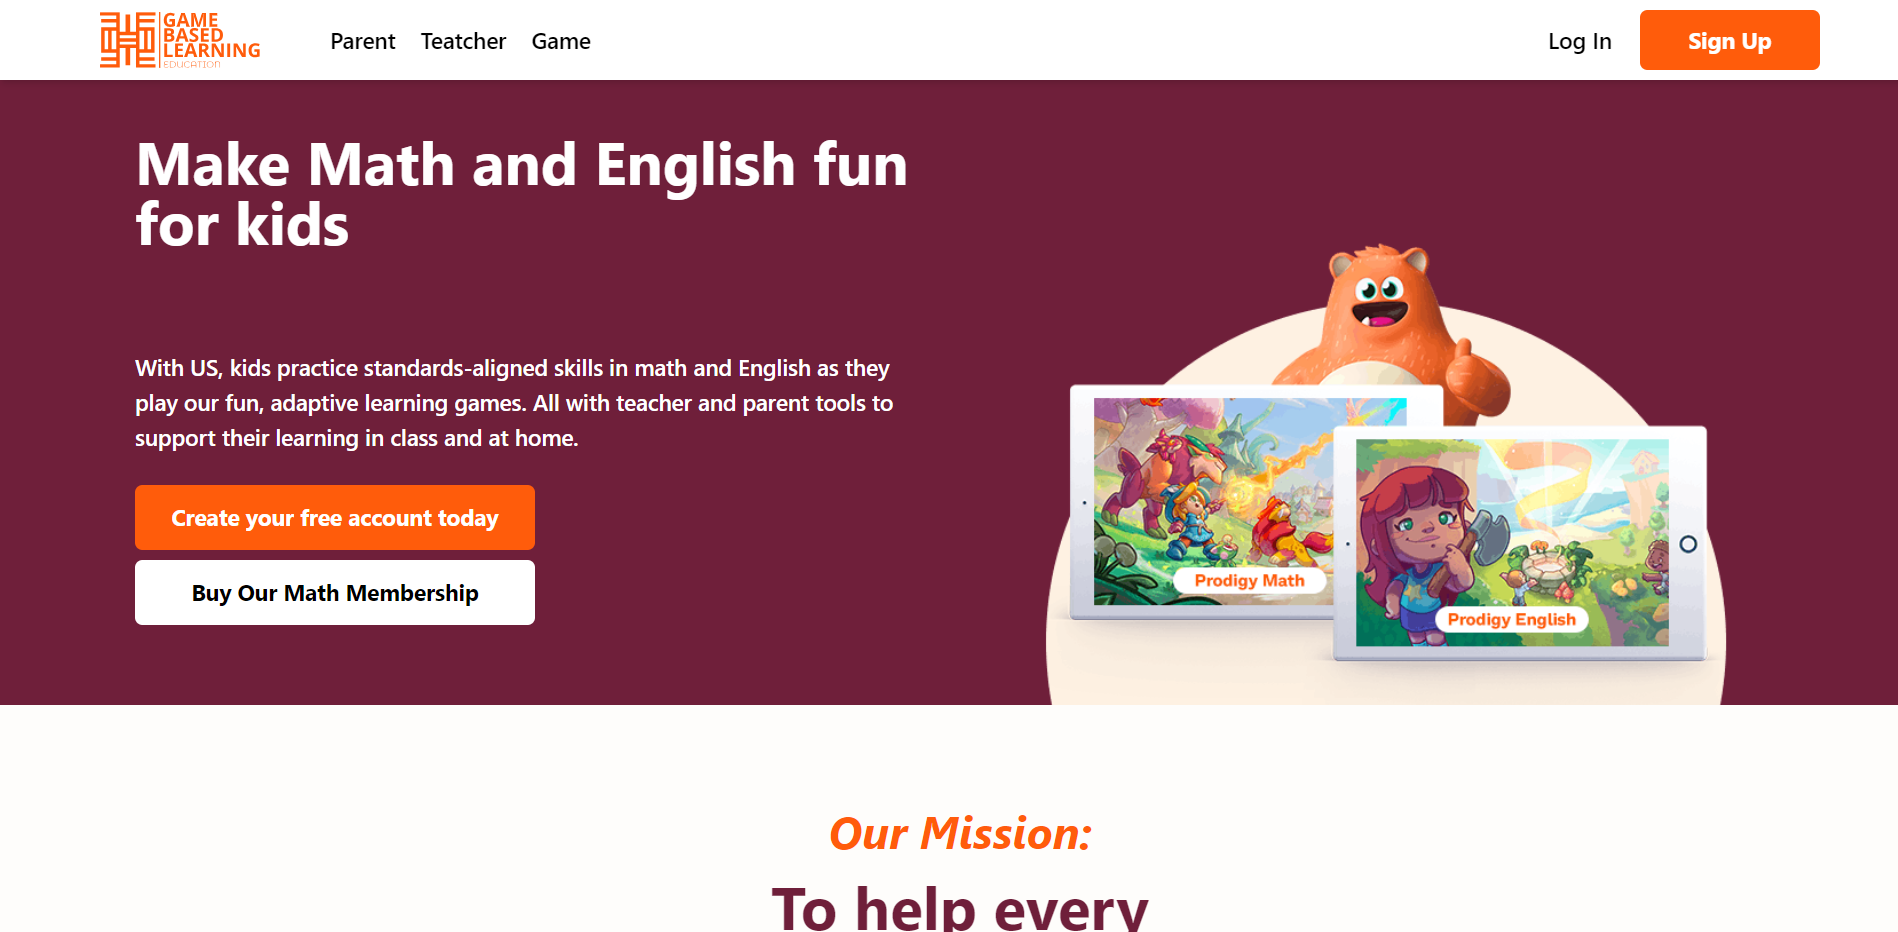 GAME
BASED
LEARNING
EDUCATION
Parent Teatcher Game
Log In Sign Up
Make Math and English fun
for kids
With US, kids practice standards-aligned skills in math and English as they
play our fun, adaptive learning games. All with teacher and parent tools to
support their learning in class and at home.
Create your free account today
Buy Our Math Membership
Prodigy Math
Prodigy English
Our Mission:
To help every